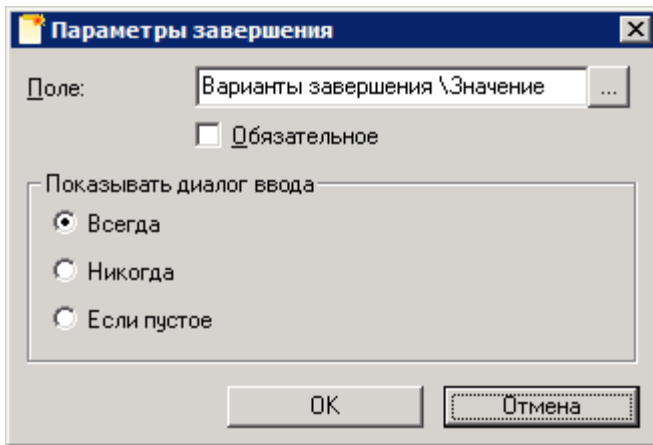 Параметры завершения
Поле:
Варианты завершения \Значение
...
Обязательное
Показывать диалог ввода
Всегда
Никогда
Если пустое
OK
Отмена